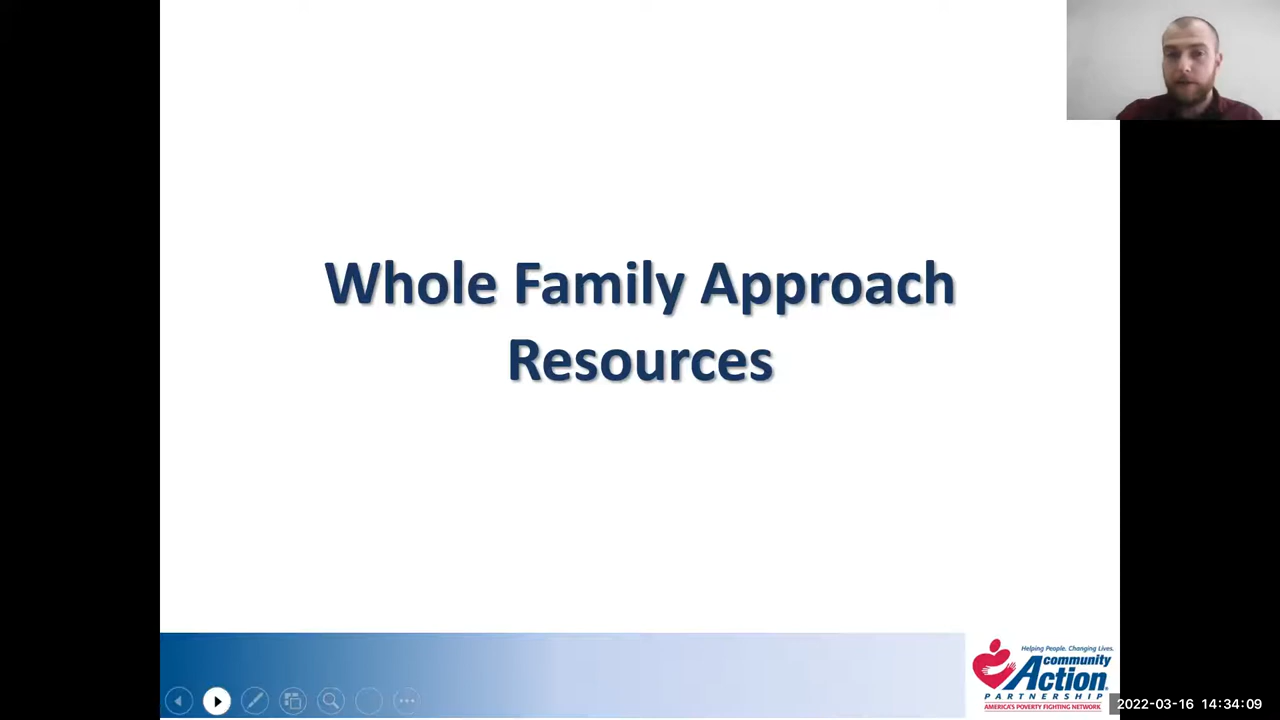 Whole Family Approach
Resources
Helping People. Changing Lives.
community
Action
PARTNERSHIP
AMERICA'S POVERTY FIGHTING NETWORK
2022-03-16 14:34:09